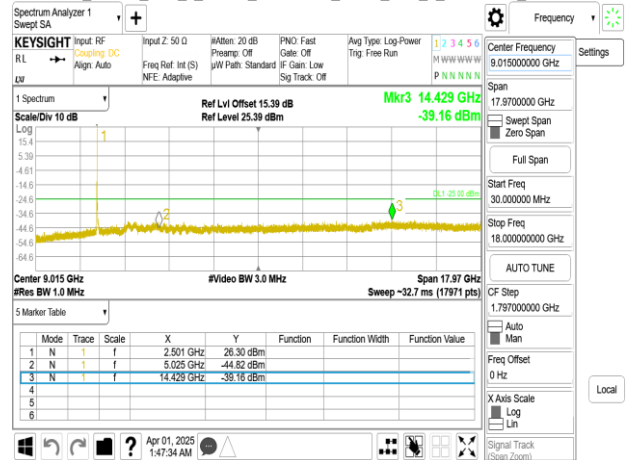 Spectrum Analyzer 1
Swept SA
+
Frequency
KEYSIGHT
RL
Input: RF
Coupling: DC
Align: Auto
Input Z: 50 Ω
Freq Ref: Int (S)
NFE: Adaptive
#Atten: 20 dB
Preamp: Off
µW Path: Standard
PNO: Fast
Gate: Off
IF Gain: Low
Sig Track: Off
Avg Type: Log-Power
Trig: Free Run
1 2 3 4 5 6
M W W W W W
P N N N N N
1 Spectrum
Scale/Div 10 dB
Ref Lvl Offset 15.39 dB
Ref Level 25.39 dBm
Mkr3 14.429 GHz
-39.16 dBm
Log
15.4
5.39
-4.61
-14.6
-24.6
-34.6
-44.6
-54.6
-64.6
1
2
3
DL1 -25.00 dBm
Center 9.015 GHz
#Res BW 1.0 MHz
#Video BW 3.0 MHz
Span 17.97 GHz
Sweep ~32.7 ms (17971 pts)
5 Marker Table
Mode Trace Scale X Y Function Function Width Function Value
1 N 1 f 2.501 GHz 26.30 dBm
2 N 1 f 5.025 GHz -44.82 dBm
3 N 1 f 14.429 GHz -39.16 dBm
4
5
6
?
Apr 01, 2025
1:47:34 AM
Center Frequency
9.015000000 GHz
Settings
Span
17.9700000 GHz
Swept Span
Zero Span
Full Span
Start Freq
30.000000 MHz
Stop Freq
18.000000000 GHz
AUTO TUNE
CF Step
1.797000000 GHz
Auto
Man
Freq Offset
0 Hz
X Axis Scale
Log
Lin
Local
Signal Track
(Span Zoom)